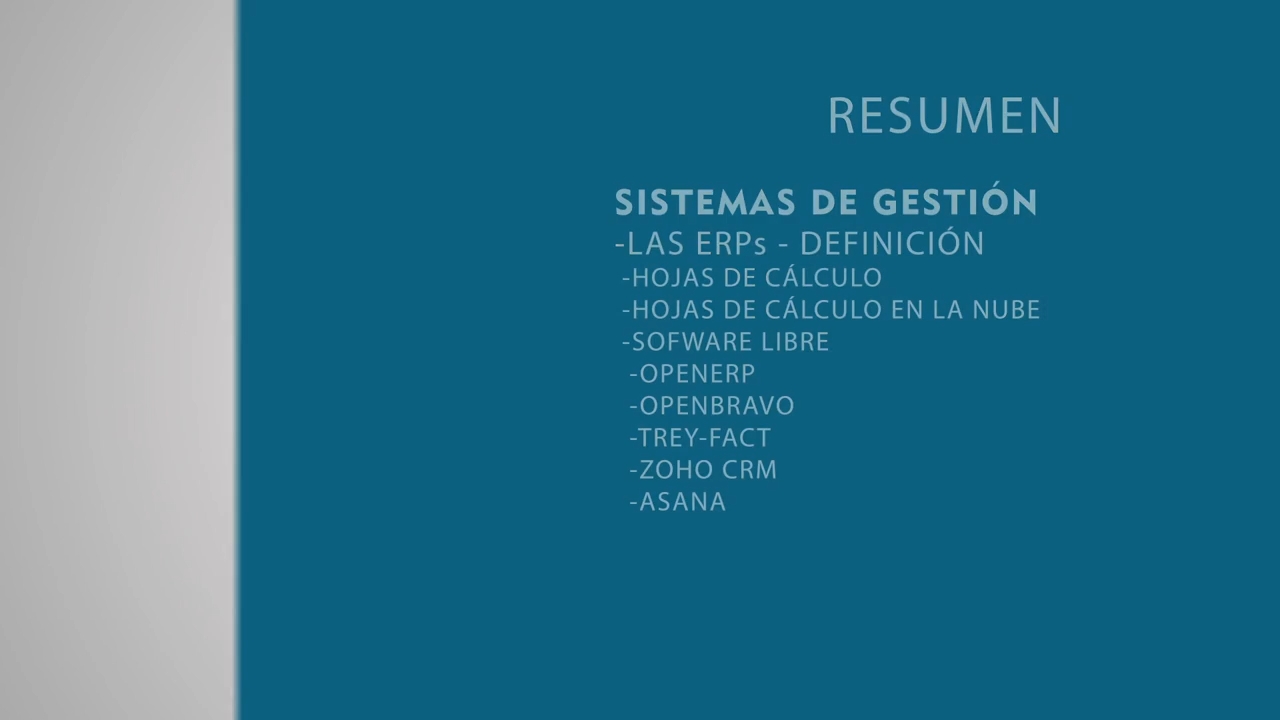 RESUMEN
SISTEMAS DE GESTIÓN
-LAS ERPs - DEFINICIÓN
-HOJAS DE CÁLCULO
-HOJAS DE CÁLCULO EN LA NUBE
-SOFWARE LIBRE
-OPENERP
-OPENBRAVO
-TREY-FACT
-ZOHO CRM
-ASANA